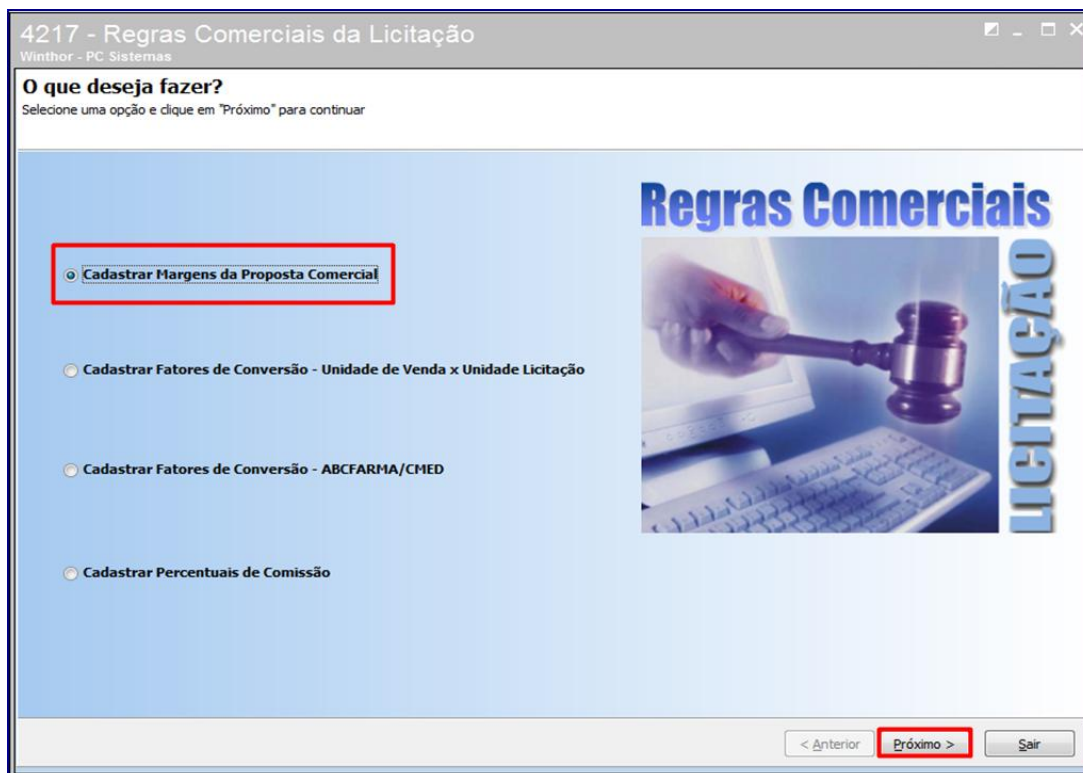 4217 - Regras Comerciais da Licitação
Winthor - PC Sistemas
O que deseja fazer?
Selecione uma opção e clique em "Próximo" para continuar
Regras Comerciais
LICITAÇÃO
Cadastrar Margens da Proposta Comercial
Cadastrar Fatores de Conversão - Unidade de Venda x Unidade Licitação
Cadastrar Fatores de Conversão - ABCFARMA/CMED
Cadastrar Percentuais de Comissão
< Anterior
Próximo >
Sair